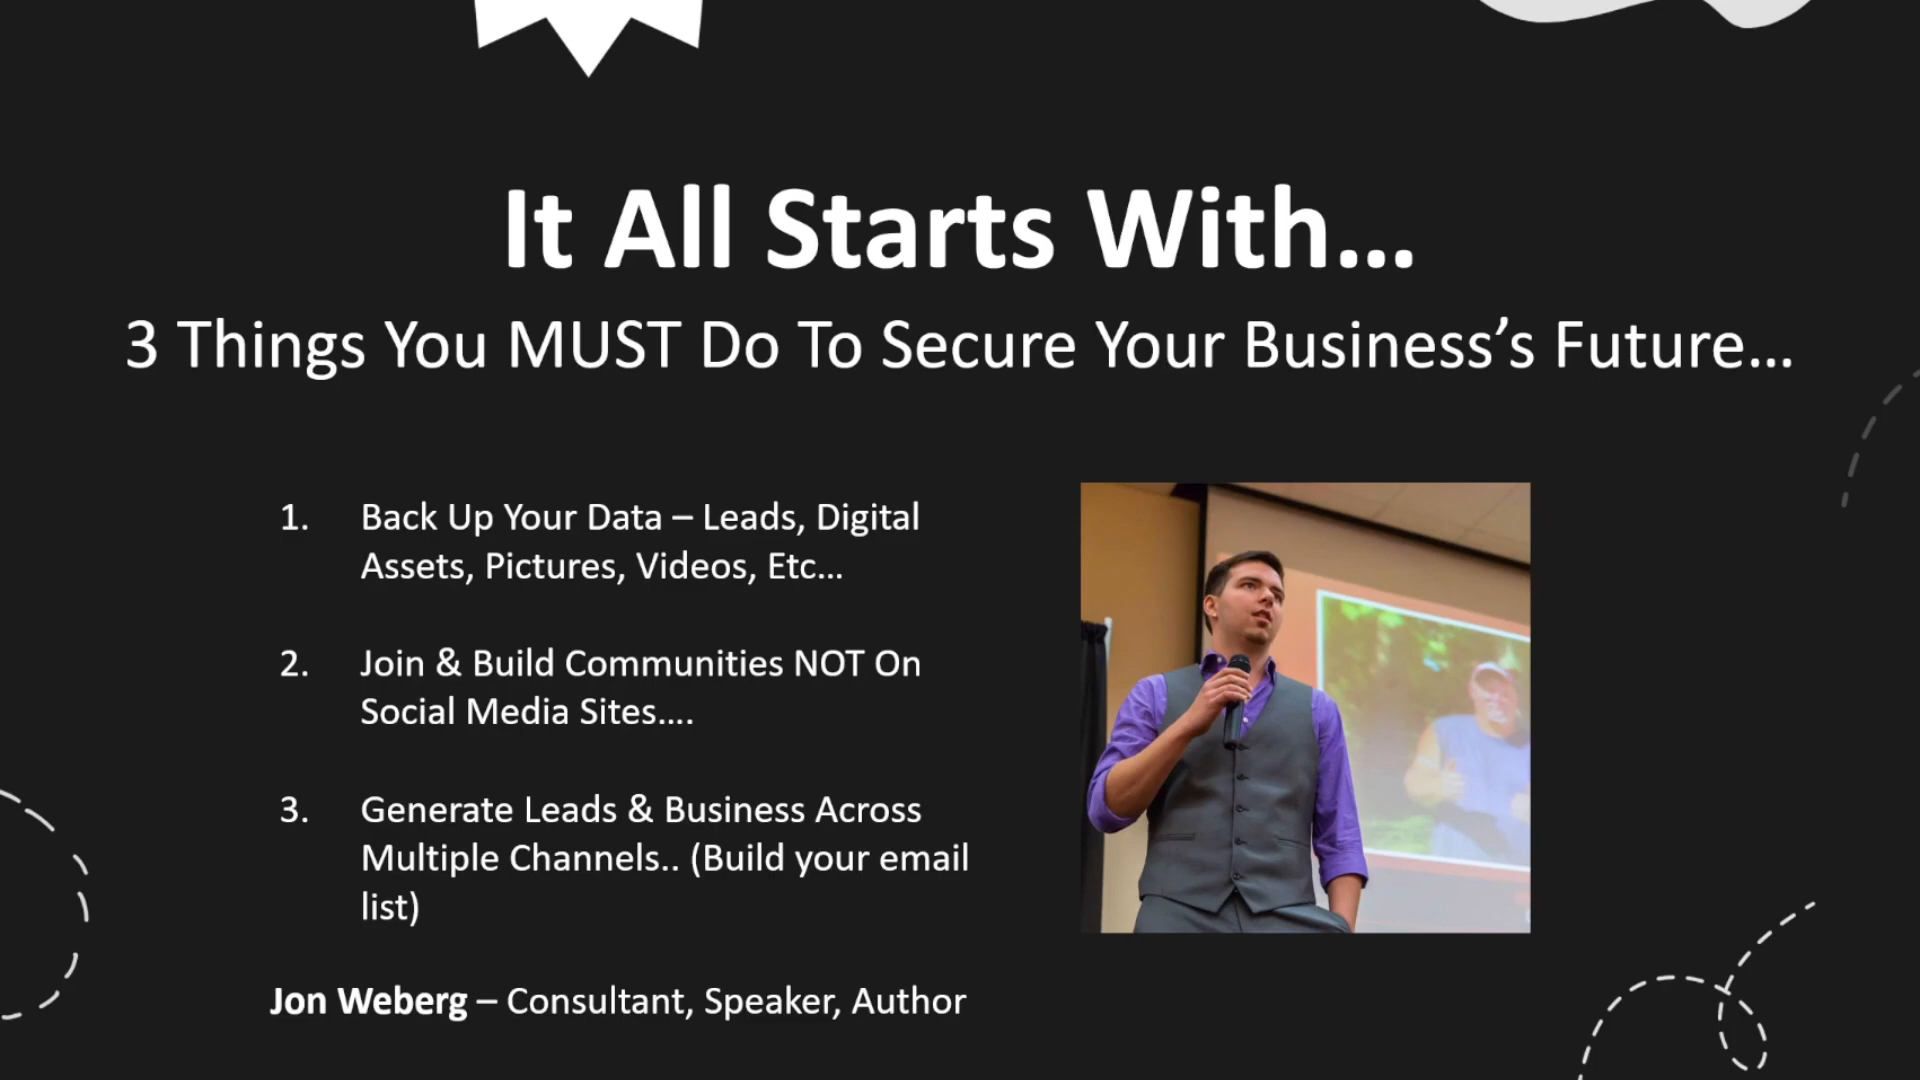 It All Starts With...
3 Things You MUST Do To Secure Your Business’s Future...
1. Back Up Your Data – Leads, Digital
Assets, Pictures, Videos, Etc...
2. Join & Build Communities NOT On
Social Media Sites....
3. Generate Leads & Business Across
Multiple Channels.. (Build your email
list)
Jon Weberg – Consultant, Speaker, Author